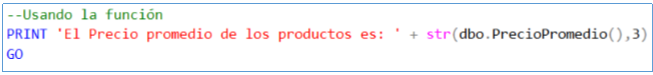 --Usando la función
PRINT 'El Precio promedio de los productos es: ' + str(dbo.PrecioPromedio(),3)
GO